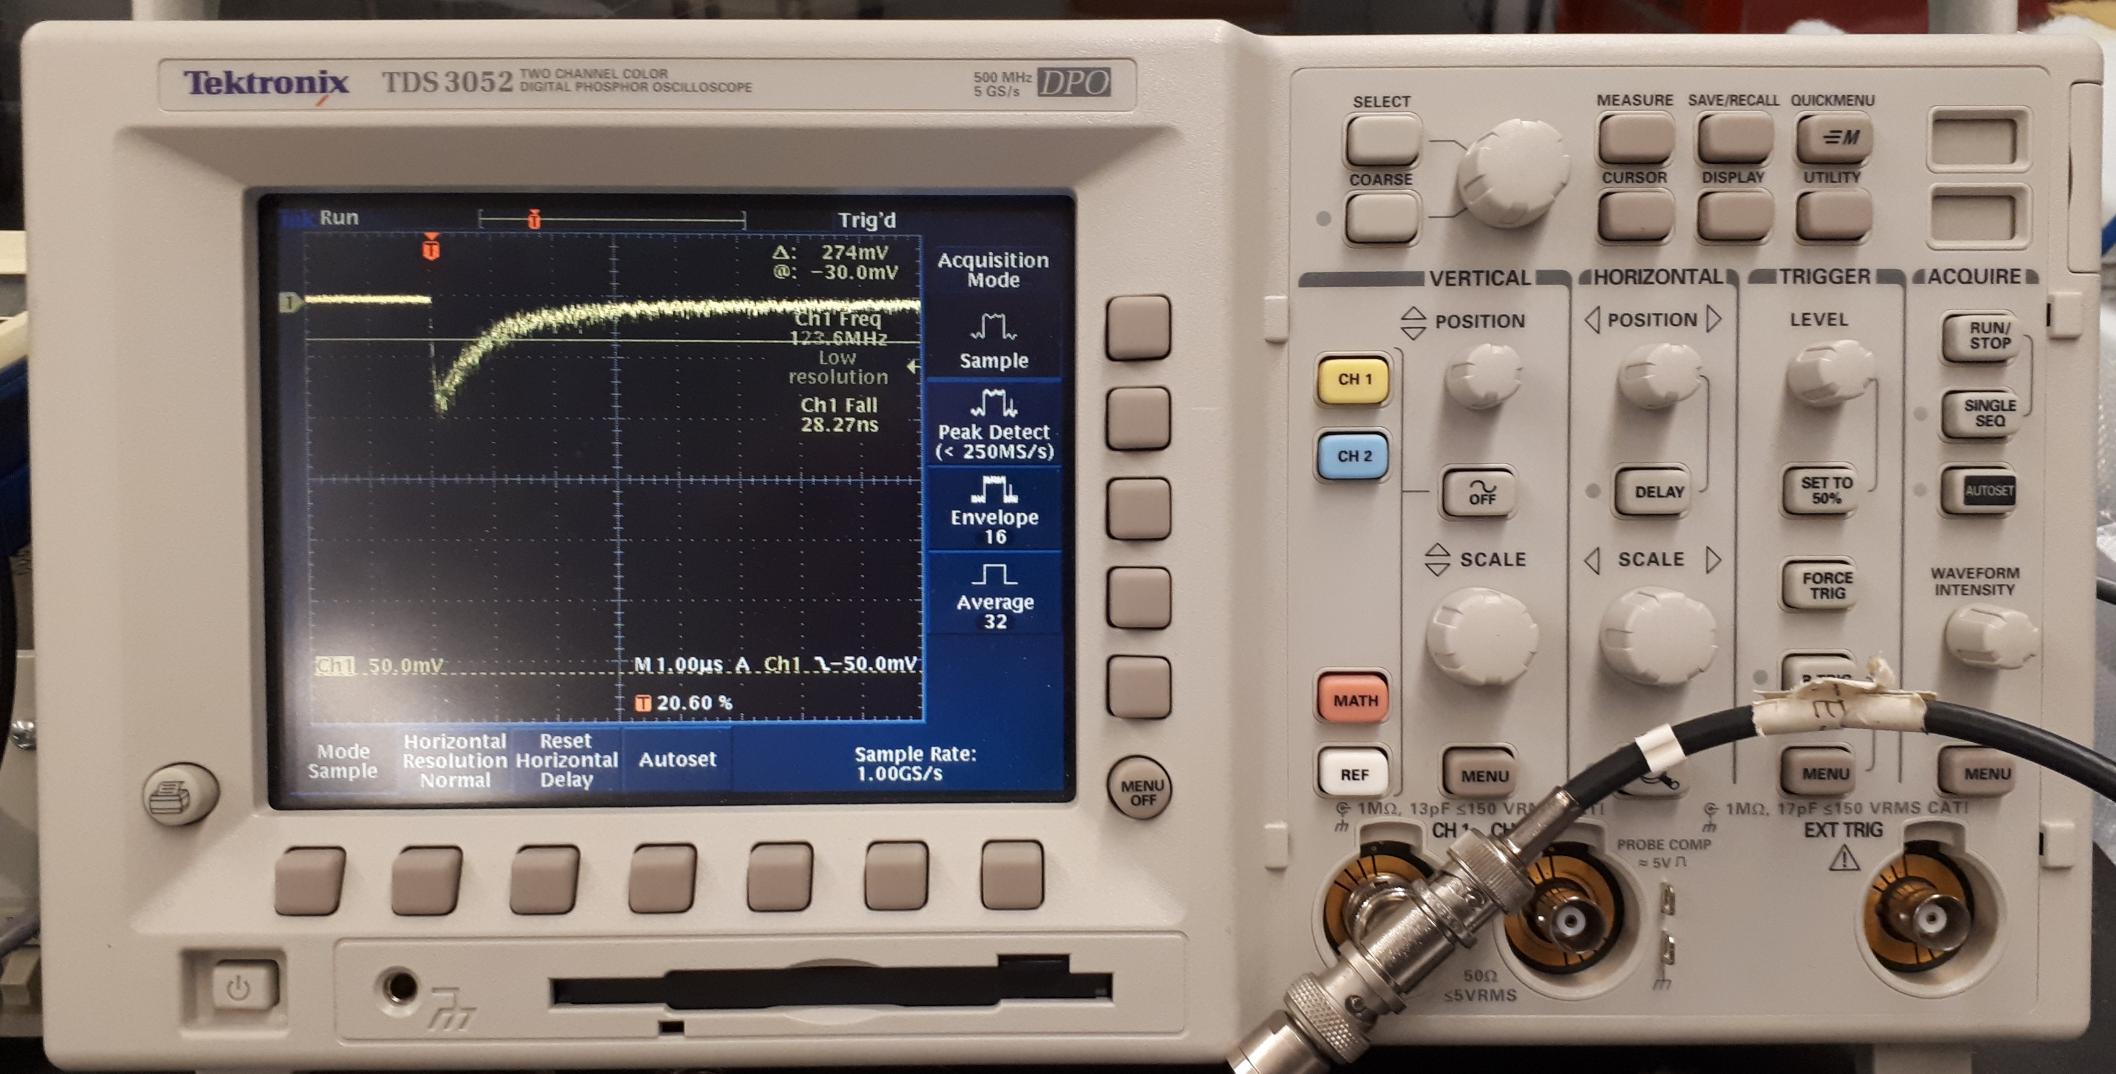 Tektronix TDS 3052 TWO CHANNEL COLOR
DIGITAL PHOSPHOR OSCILLOSCOPE
500 MHz
5 GS/s DPO
Tek Run Trig'd
T
T
Δ: 274mV
@: −30.0mV
1
Ch1 Freq
123.6MHz
Low
resolution
Ch1 Fall
28.27ns
Ch1 50.0mV M 1.00µs A Ch1 −50.0mV
T 20.60 %
Acquisition
Mode
Sample
Peak Detect
(< 250MS/s)
Envelope
16
Average
32
Mode
Sample
Horizontal
Resolution
Normal
Reset
Horizontal
Delay
Autoset
Sample Rate:
1.00GS/s
MENU
OFF
SELECT
COARSE
MEASURE SAVE/RECALL QUICKMENU
M
CURSOR DISPLAY UTILITY
VERTICAL HORIZONTAL TRIGGER ACQUIRE
POSITION POSITION LEVEL
RUN/
STOP
CH 1
CH 2
SINGLE
SEQ
OFF
DELAY
SET TO
50%
AUTOSET
SCALE SCALE
FORCE
TRIG
WAVEFORM
INTENSITY
MATH
REF
MENU
MENU
MENU
1MΩ, 13pF ≤150
1MΩ, 17pF ≤150 VRMS CAT I
CH 1
EXT TRIG
PROBE COMP
≈ 5V
50Ω
≤5VRMS